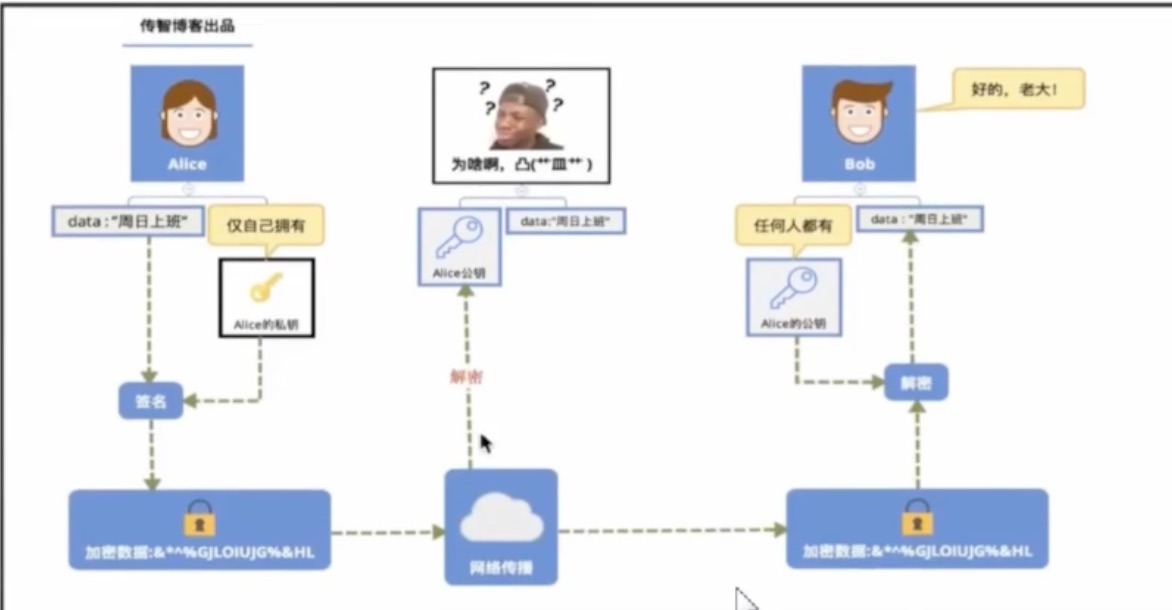 传智博客出品
Alice
data :"周日上班"
仅自己拥有
Alice的私钥
签名
加密数据:&*^%GJLOIUJG%&HL
? ?
? ?
为啥啊，凸(艹皿艹 )
Alice公钥
data:"周日上班"
解密
网络传播
Bob
好的，老大！
任何人都有
data : "周日上班"
Alice的公钥
解密
加密数据:&*^%GJLOIUJG%&HL